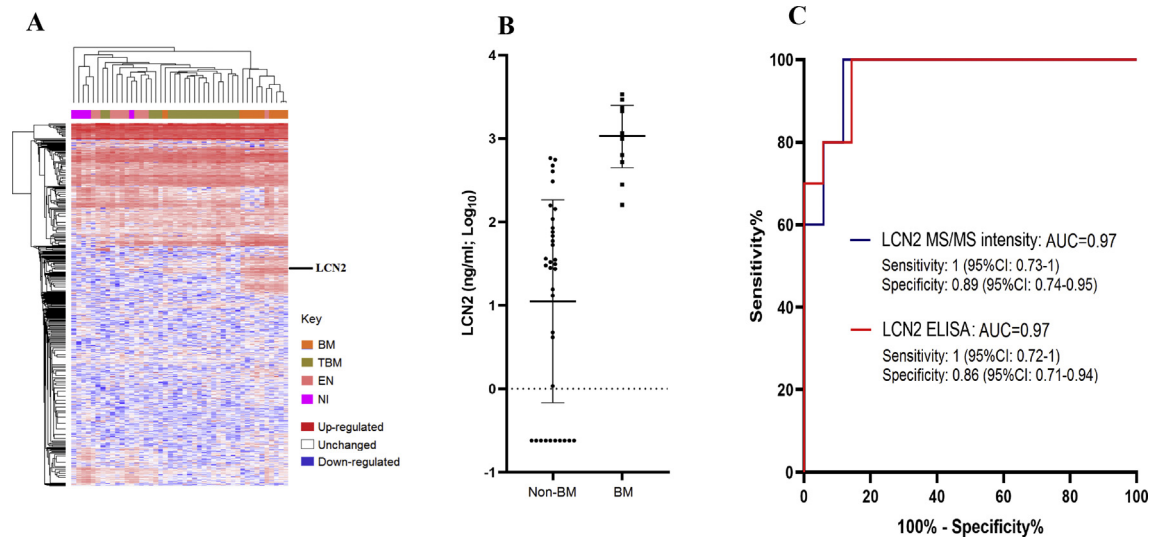 A
LCN2
Key
BM
TBM
EN
NI
Up-regulated
Unchanged
Down-regulated
B
LCN2 (ng/ml; Log10)
4
3
2
1
0
-1
Non-BM
BM
C
Sensitivity%
100
80
60
40
20
0
LCN2 MS/MS intensity: AUC=0.97
Sensitivity: 1 (95%CI: 0.73-1)
Specificity: 0.89 (95%CI: 0.74-0.95)
LCN2 ELISA: AUC=0.97
Sensitivity: 1 (95%CI: 0.72-1)
Specificity: 0.86 (95%CI: 0.71-0.94)
0 20 40 60 80 100
100% - Specificity%